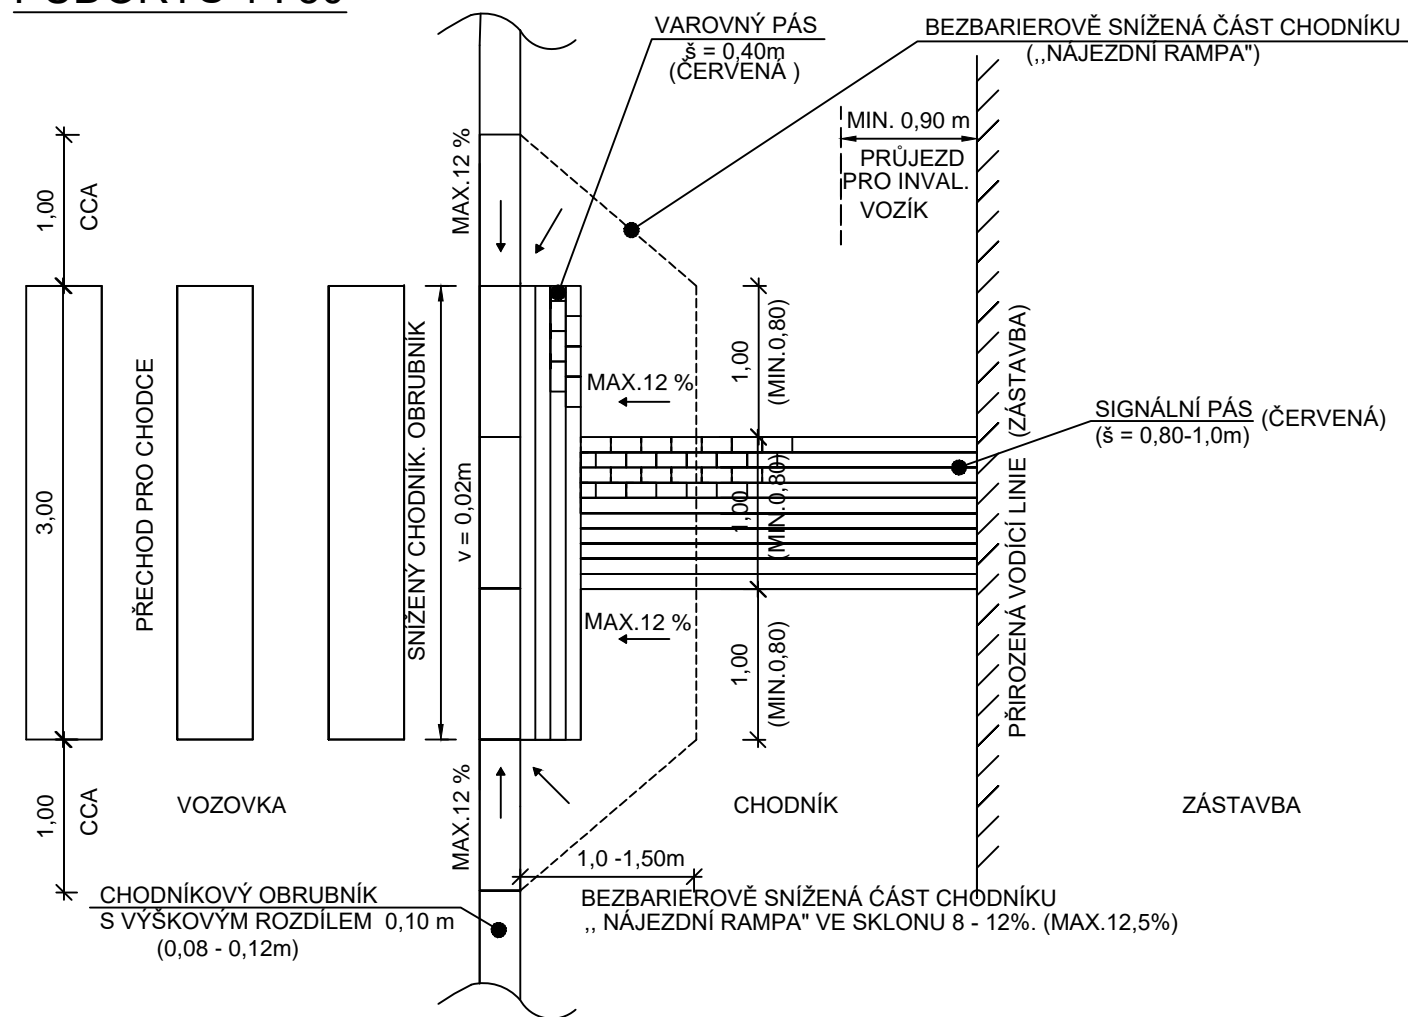 VAROVNÝ PÁS
š = 0,40m
(ČERVENÁ )
BEZBARIEROVĚ SNÍŽENÁ ČÁST CHODNÍKU
(,,NÁJEZDNÍ RAMPA")
MIN. 0,90 m
PRŮJEZD
PRO INVAL.
VOZÍK
MAX.12 %
1,00
CCA
3,00
PŘECHOD PRO CHODCE
SNÍŽENÝ CHODNÍK. OBRUBNÍK
v = 0,02m
MAX.12 %
1,00
(MIN.0,80)
1,00
(MIN.0,80)
MAX.12 %
1,00
(MIN.0,80)
PŘIROZENÁ VODÍCÍ LINIE (ZÁSTAVBA)
SIGNÁLNÍ PÁS (ČERVENÁ)
(š = 0,80-1,0m)
1,00
CCA
VOZOVKA
MAX.12 %
CHODNÍK
ZÁSTAVBA
1,0 -1,50m
CHODNÍKOVÝ OBRUBNÍK
S VÝŠKOVÝM ROZDÍLEM 0,10 m
(0,08 - 0,12m)
BEZBARIEROVĚ SNÍŽENÁ ČÁST CHODNÍKU
,, NÁJEZDNÍ RAMPA" VE SKLONU 8 - 12%. (MAX.12,5%)